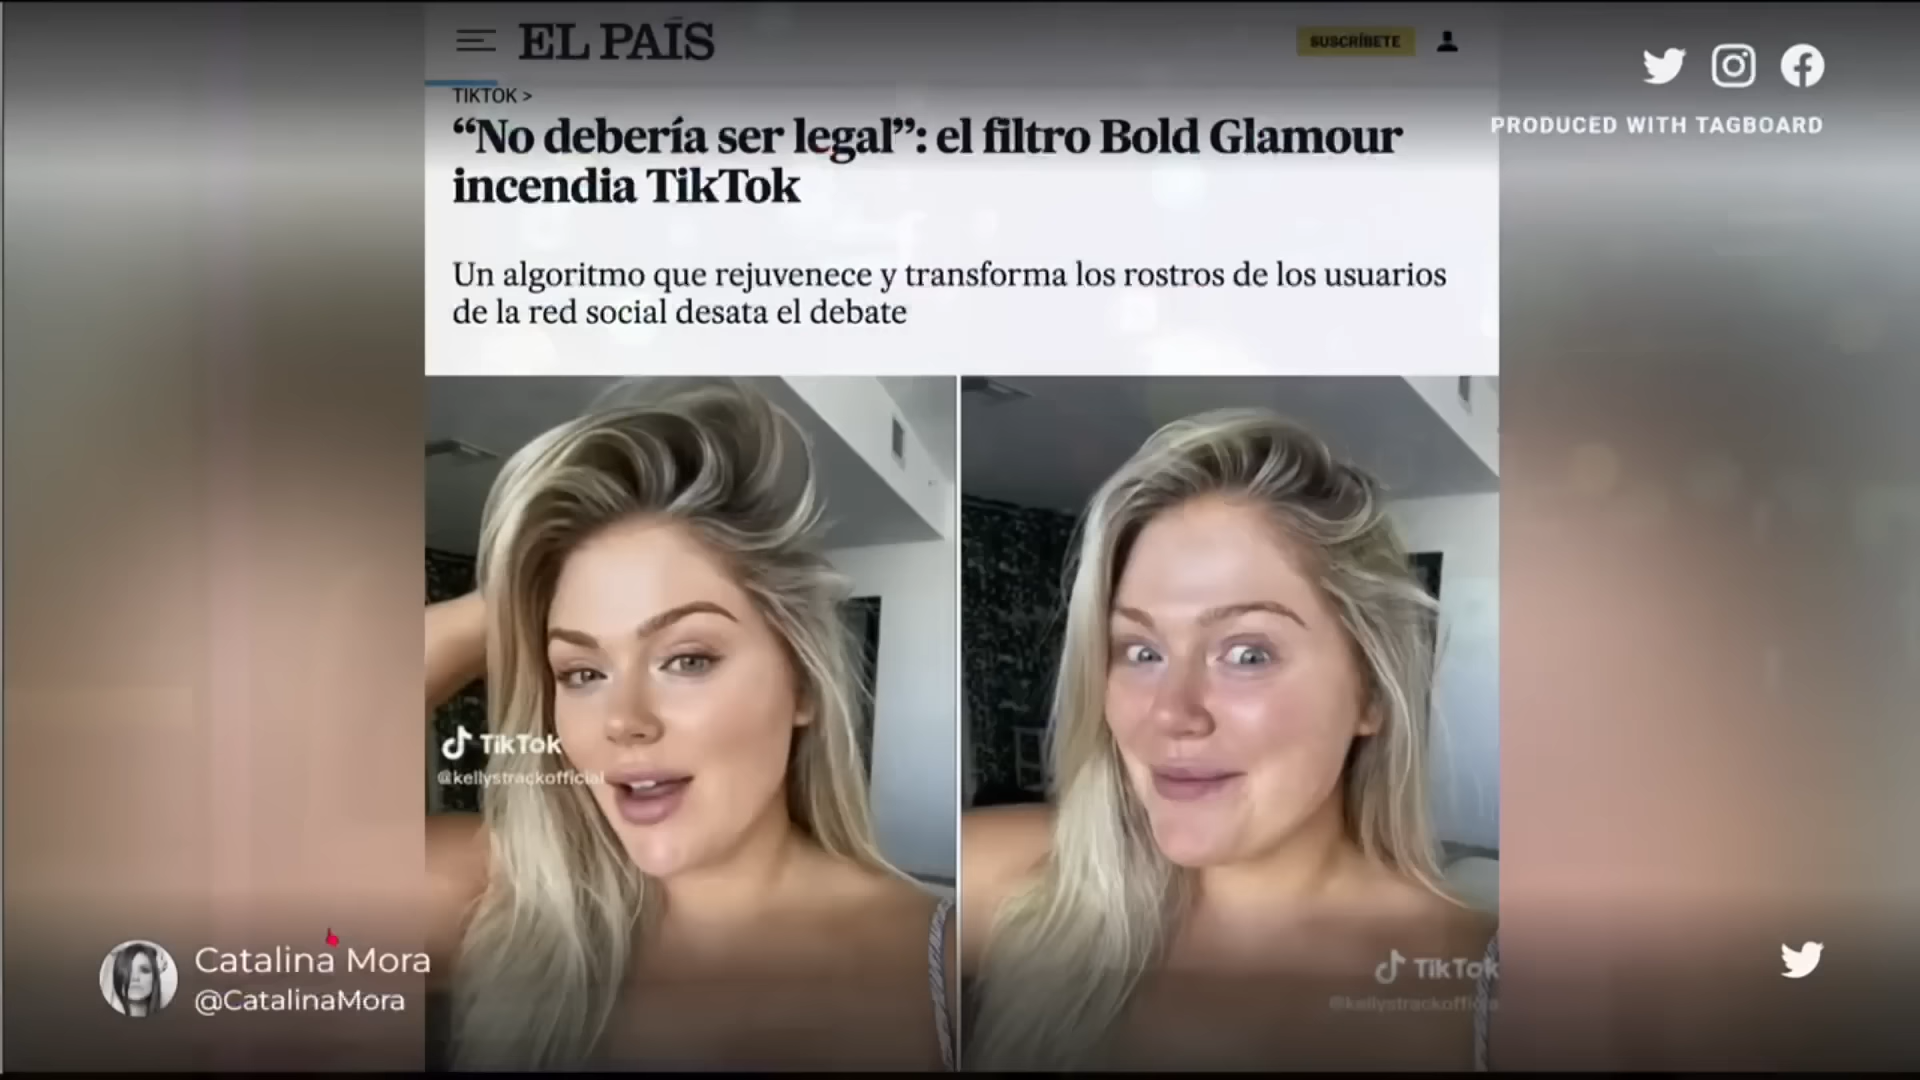 EL PAÍS
SUSCRÍBETE
PRODUCED WITH TAGBOARD
TIKTOK >
“No debería ser legal”: el filtro Bold Glamour
incendia TikTok
Un algoritmo que rejuvenece y transforma los rostros de los usuarios
de la red social desata el debate
TikTok
@kellystrackofficial
Catalina Mora
@CatalinaMora
TikTok
@kellystrackoffici